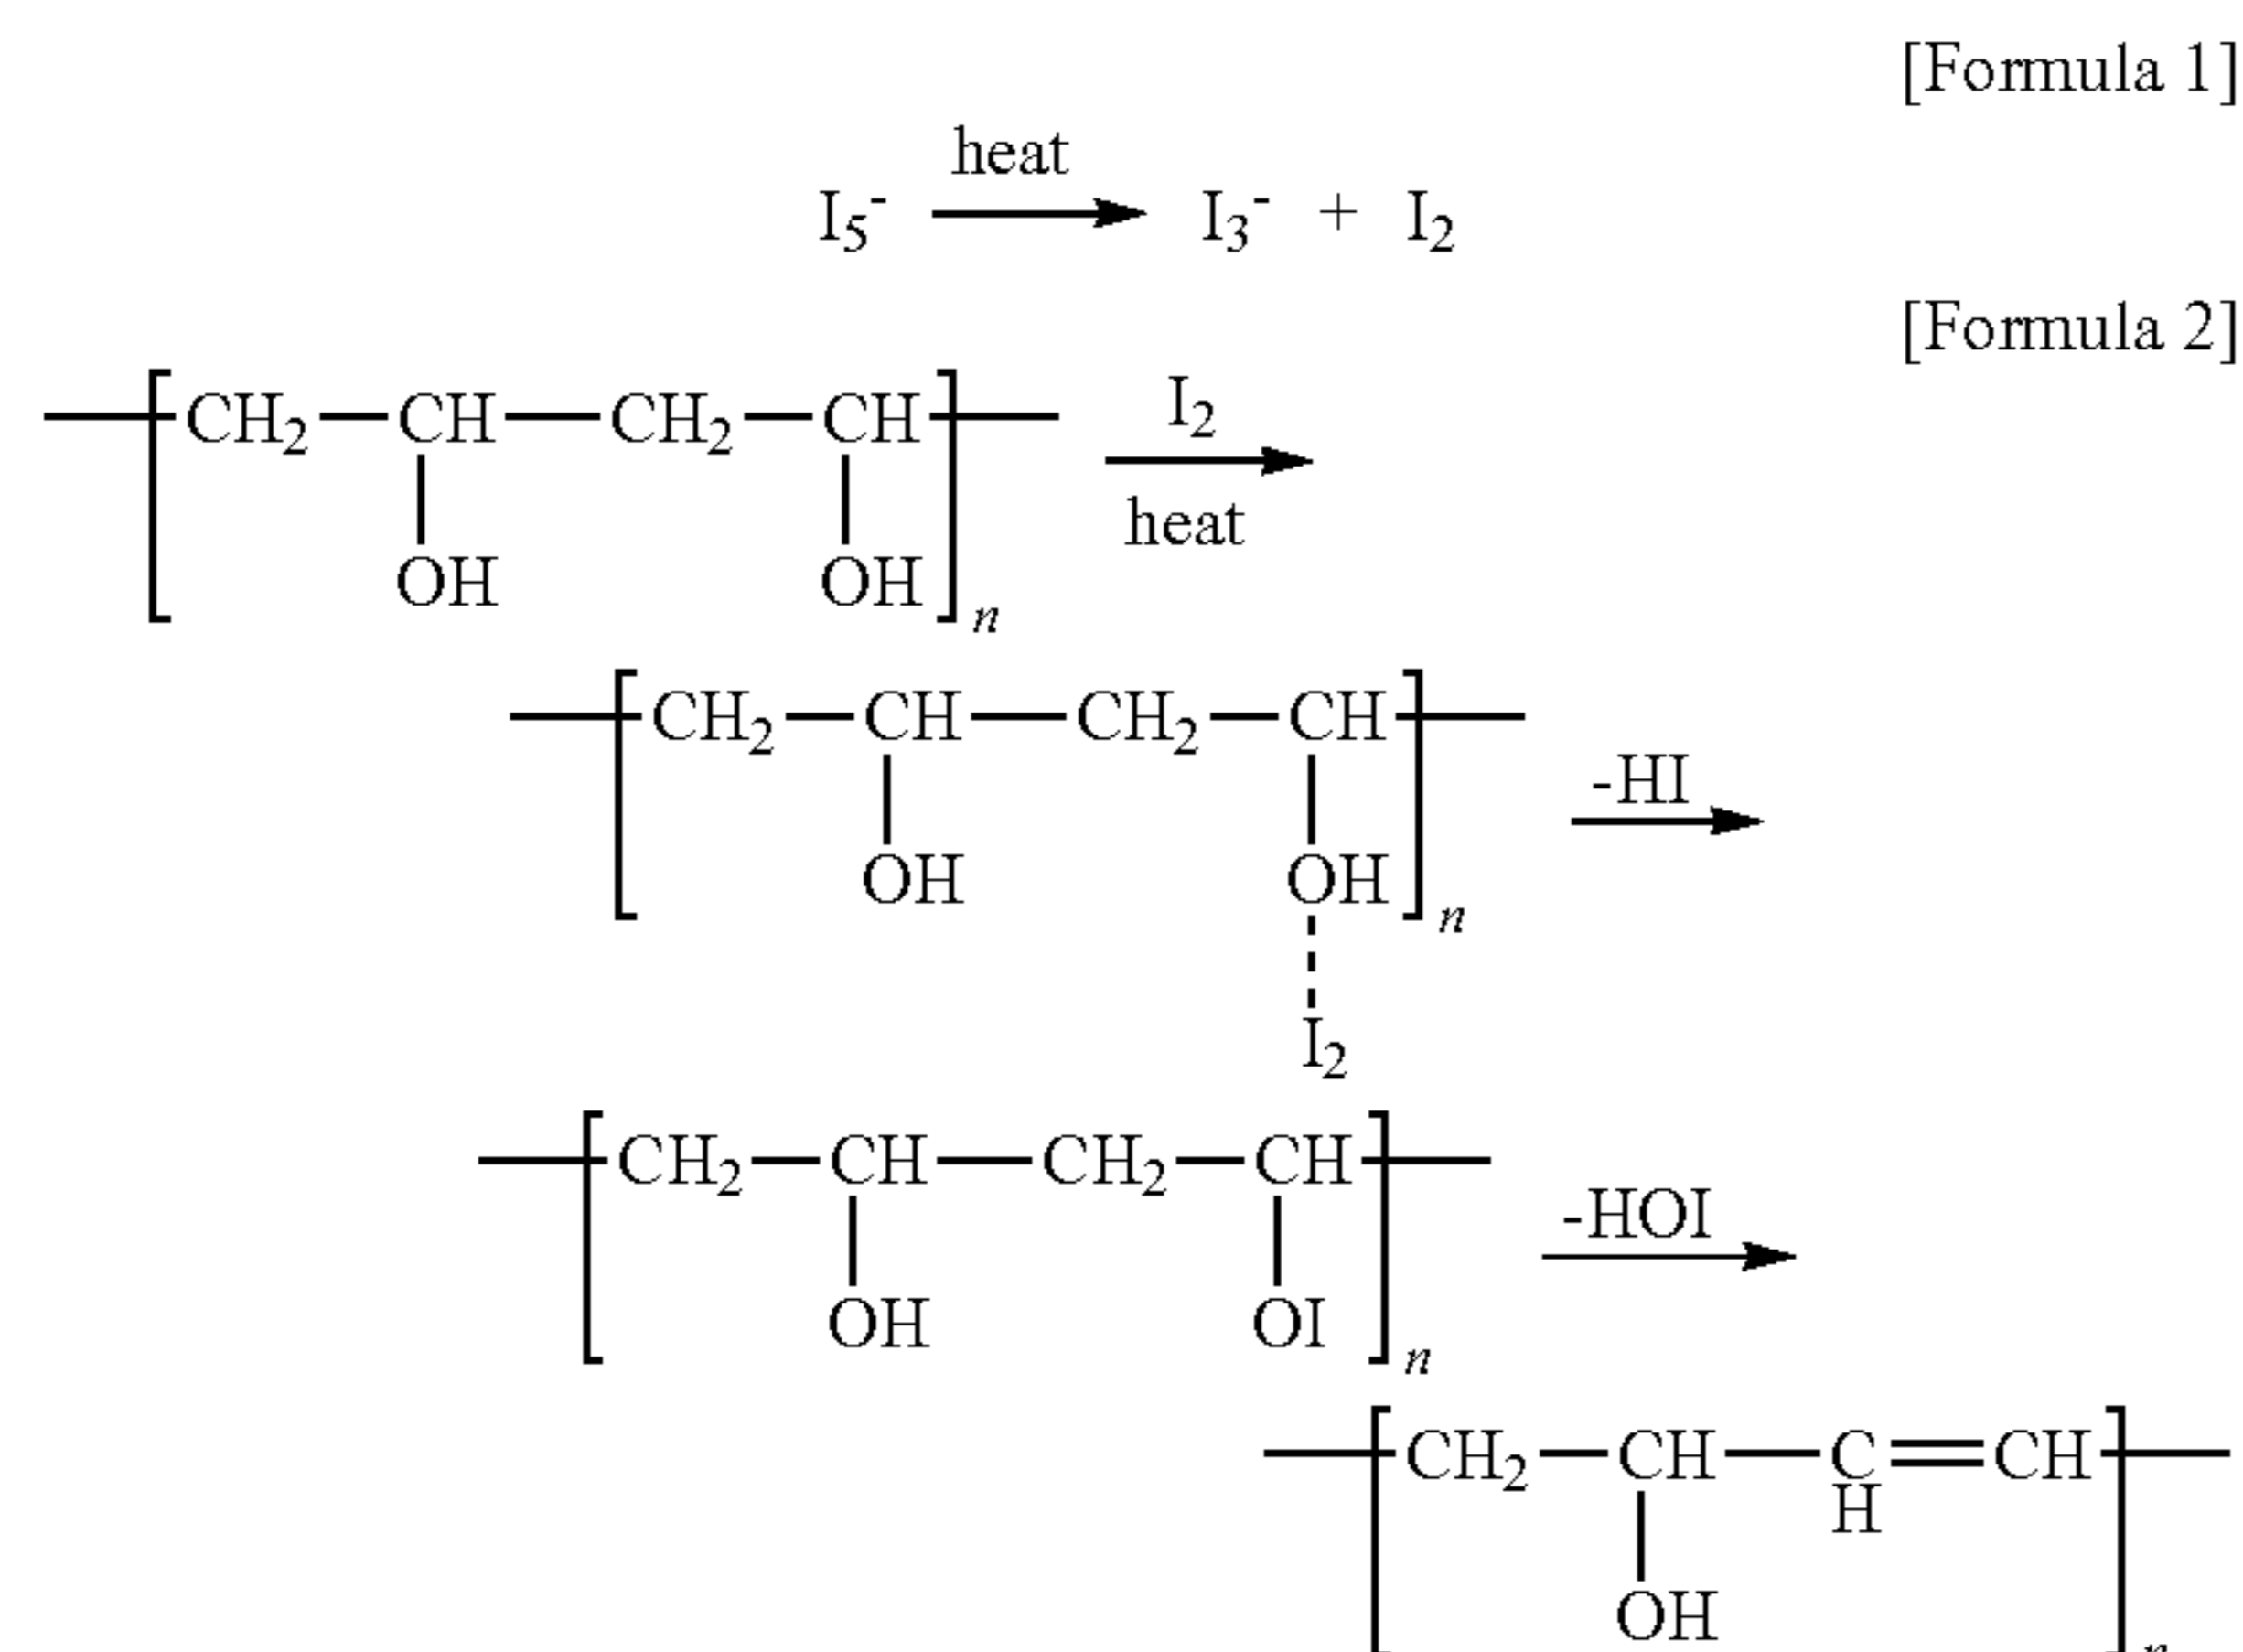 [Formula 1]
heat
I₅⁻ → I₃⁻ + I₂
[Formula 2]
CH₂—CH—CH₂—CH
I₂
heat
OH OH
n
CH₂—CH—CH₂—CH
-HI
OH OH
n
I₂
CH₂—CH—CH₂—CH
-HOI
OH OI
n
CH₂—CH—C=CH
H
OH
n